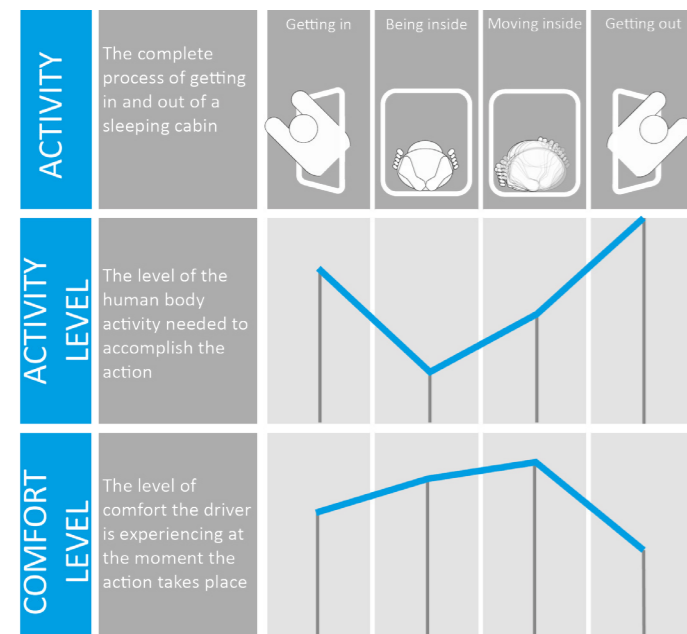 Getting in
Being inside
Moving inside
Getting out
ACTIVITY
The complete
process of getting
in and out of a
sleeping cabin
ACTIVITY
LEVEL
The level of the
human body
activity needed to
accomplish the
action
COMFORT
LEVEL
The level of
comfort the driver
is experiencing at
the moment the
action takes place